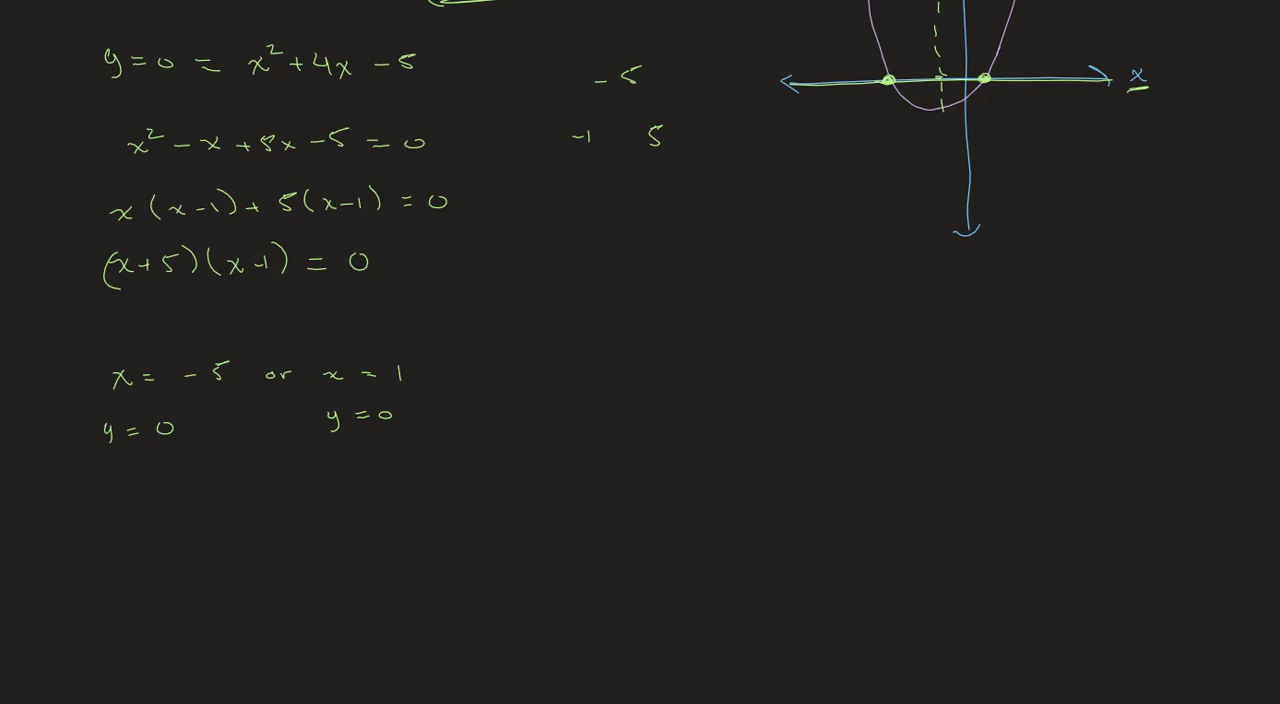 y = 0 = x² + 4x - 5
- 5
x
x² - x + 5x - 5 = 0
-1 5
x (x-1) + 5(x-1) = 0
(x+5)(x-1) = 0
x = - 5 or x = 1
y = 0 y = 0